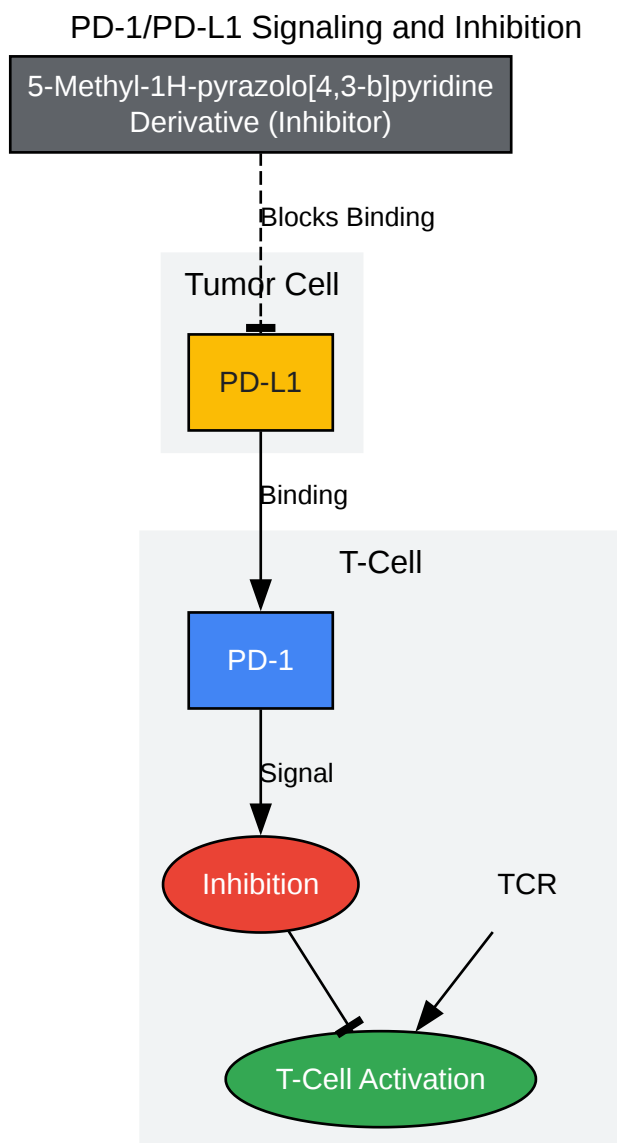 PD-1/PD-L1 Signaling and Inhibition
5-Methyl-1H-pyrazolo[4,3-b]pyridine
Derivative (Inhibitor)
Blocks Binding
Tumor Cell
PD-L1
Binding
T-Cell
PD-1
Signal
Inhibition
TCR
T-Cell Activation